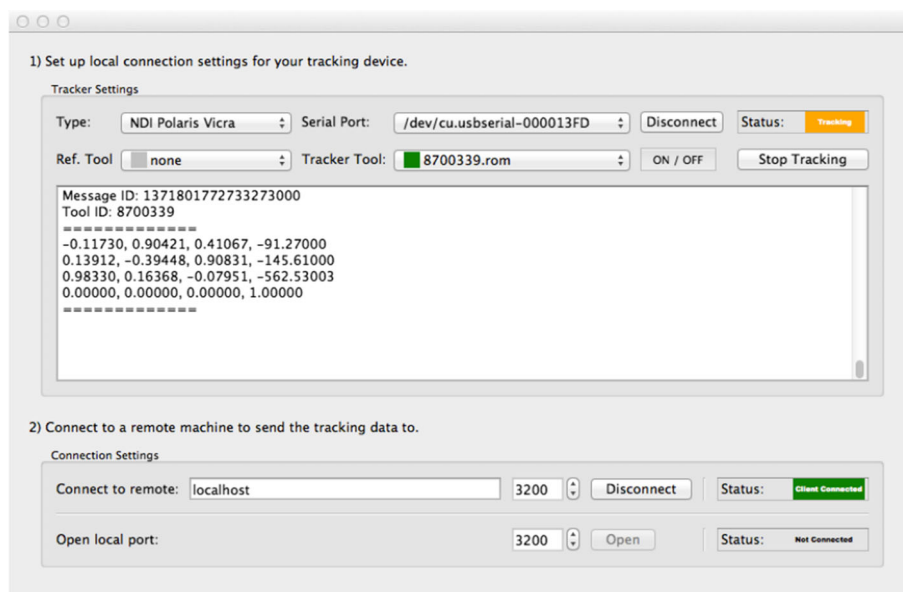 1) Set up local connection settings for your tracking device.
Tracker Settings
Type: NDI Polaris Vicra Serial Port: /dev/cu.usbserial-000013FD Disconnect Status: Tracking
Ref. Tool none Tracker Tool: 8700339.rom ON / OFF Stop Tracking
Message ID: 1371801772733273000
Tool ID: 8700339
=============
-0.11730, 0.90421, 0.41067, -91.27000
0.13912, -0.39448, 0.90831, -145.61000
0.98330, 0.16368, -0.07951, -562.53003
0.00000, 0.00000, 0.00000, 1.00000
=============
2) Connect to a remote machine to send the tracking data to.
Connection Settings
Connect to remote: localhost 3200 Disconnect Status: Client Connected
Open local port: 3200 Open Status: Not Connected